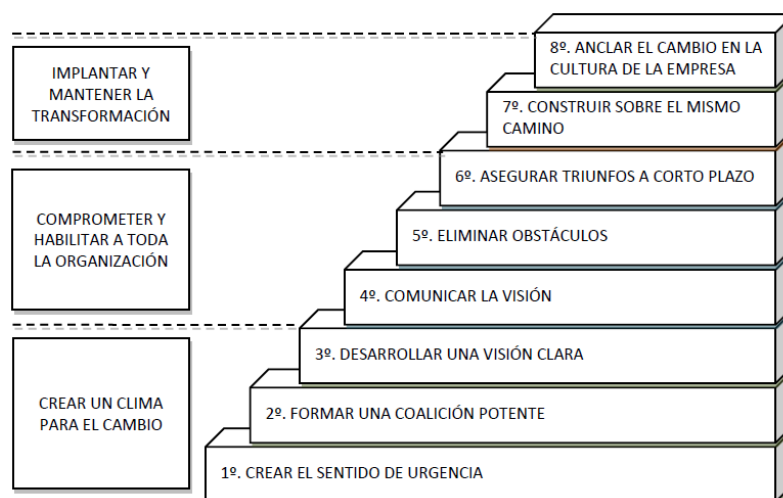 8º. ANCLAR EL CAMBIO EN LA
CULTURA DE LA EMPRESA
IMPLANTAR Y
MANTENER LA
TRANSFORMACIÓN
7º. CONSTRUIR SOBRE EL MISMO
CAMINO
6º. ASEGURAR TRIUNFOS A CORTO PLAZO
COMPROMETER Y
HABILITAR A TODA
LA ORGANIZACIÓN
5º. ELIMINAR OBSTÁCULOS
4º. COMUNICAR LA VISIÓN
3º. DESARROLLAR UNA VISIÓN CLARA
CREAR UN CLIMA
PARA EL CAMBIO
2º. FORMAR UNA COALICIÓN POTENTE
1º. CREAR EL SENTIDO DE URGENCIA